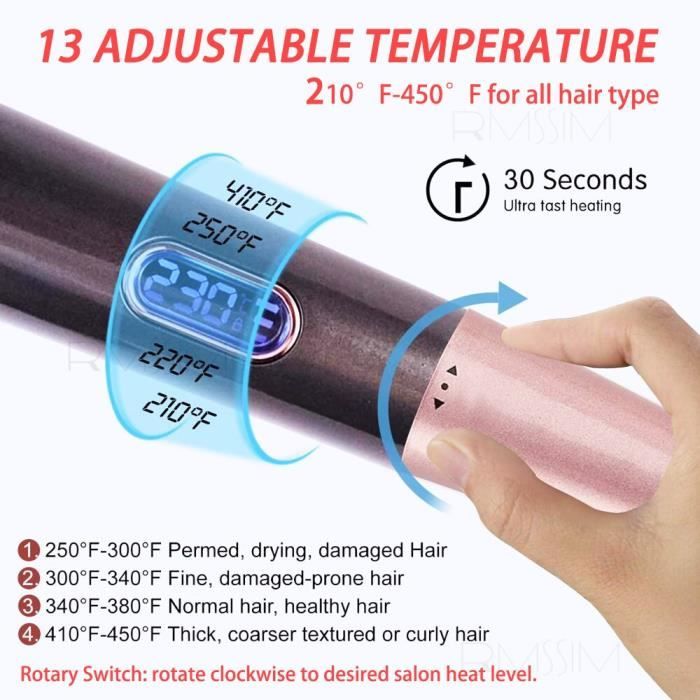 13 ADJUSTABLE TEMPERATURE
210°F-450°F for all hair type
RMSSIM
30 Seconds
Ultra fast heating
410°F
250°F
230°F
220°F
210°F
1. 250°F-300°F Permed, drying, damaged Hair
2. 300°F-340°F Fine, damaged-prone hair
3. 340°F-380°F Normal hair, healthy hair
4. 410°F-450°F Thick, coarser textured or curly hair
Rotary Switch: rotate clockwise to desired salon heat level.
RMSSIM